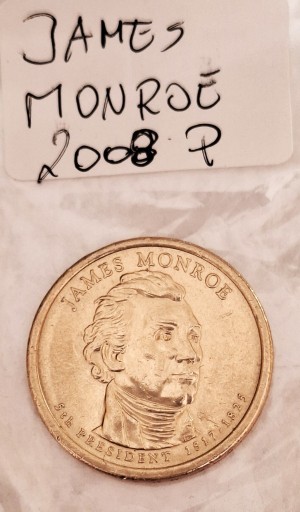 JAMES
MONROE
2008 P
JAMES MONROE
5th PRESIDENT 1817-1825